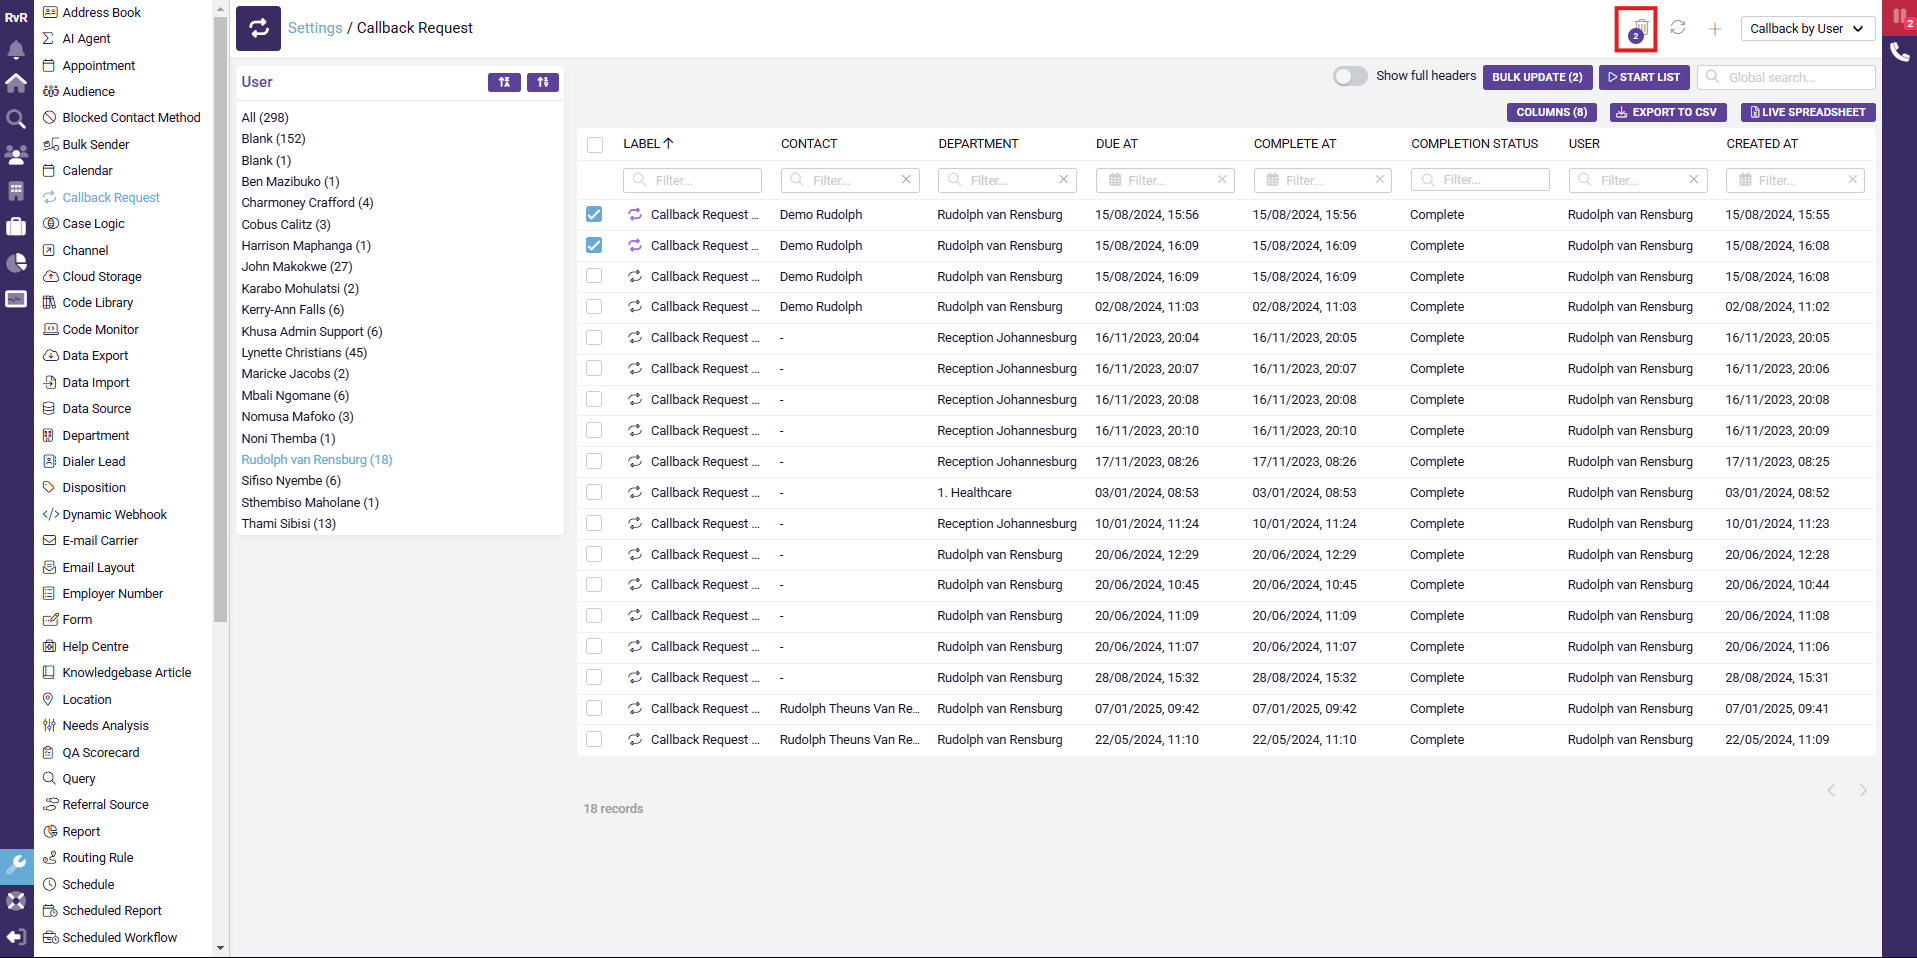 RvR
Address Book
AI Agent
Appointment
Audience
Blocked Contact Method
Bulk Sender
Calendar
Callback Request
Case Logic
Channel
Cloud Storage
Code Library
Code Monitor
Data Export
Data Import
Data Source
Department
Dialer Lead
Disposition
Dynamic Webhook
E-mail Carrier
Email Layout
Employer Number
Form
Help Centre
Knowledgebase Article
Location
Needs Analysis
QA Scorecard
Query
Referral Source
Report
Routing Rule
Schedule
Scheduled Report
Scheduled Workflow
Settings / Callback Request
2
Callback by User
2
User
All (298)
Blank (152)
Blank (1)
Ben Mazibuko (1)
Charmoney Crafford (4)
Cobus Calitz (3)
Harrison Maphanga (1)
John Makokwe (27)
Karabo Mohulatsi (2)
Kerry-Ann Falls (6)
Khusa Admin Support (6)
Lynette Christians (45)
Maricke Jacobs (2)
Mbali Ngomane (6)
Nomusa Mafoko (3)
Noni Themba (1)
Rudolph van Rensburg (18)
Sifiso Nyembe (6)
Sthembiso Maholane (1)
Thami Sibisi (13)
Show full headers BULK UPDATE (2) START LIST Global search...
COLUMNS (8) EXPORT TO CSV LIVE SPREADSHEET
LABEL CONTACT DEPARTMENT DUE AT COMPLETE AT COMPLETION STATUS USER CREATED AT
Filter... Filter... Filter... Filter... Filter... Filter... Filter... Filter...
Callback Request ... Demo Rudolph Rudolph van Rensburg 15/08/2024, 15:56 15/08/2024, 15:56 Complete Rudolph van Rensburg 15/08/2024, 15:55
Callback Request ... Demo Rudolph Rudolph van Rensburg 15/08/2024, 16:09 15/08/2024, 16:09 Complete Rudolph van Rensburg 15/08/2024, 16:08
Callback Request ... Demo Rudolph Rudolph van Rensburg 15/08/2024, 16:09 15/08/2024, 16:09 Complete Rudolph van Rensburg 15/08/2024, 16:08
Callback Request ... Demo Rudolph Rudolph van Rensburg 02/08/2024, 11:03 02/08/2024, 11:03 Complete Rudolph van Rensburg 02/08/2024, 11:02
Callback Request ... - Reception Johannesburg 16/11/2023, 20:04 16/11/2023, 20:05 Complete Rudolph van Rensburg 16/11/2023, 20:05
Callback Request ... - Reception Johannesburg 16/11/2023, 20:07 16/11/2023, 20:07 Complete Rudolph van Rensburg 16/11/2023, 20:06
Callback Request ... - Reception Johannesburg 16/11/2023, 20:08 16/11/2023, 20:08 Complete Rudolph van Rensburg 16/11/2023, 20:08
Callback Request ... - Reception Johannesburg 16/11/2023, 20:10 16/11/2023, 20:10 Complete Rudolph van Rensburg 16/11/2023, 20:09
Callback Request ... - Reception Johannesburg 17/11/2023, 08:26 17/11/2023, 08:26 Complete Rudolph van Rensburg 17/11/2023, 08:25
Callback Request ... - 1. Healthcare 03/01/2024, 08:53 03/01/2024, 08:53 Complete Rudolph van Rensburg 03/01/2024, 08:52
Callback Request ... - Reception Johannesburg 10/01/2024, 11:24 10/01/2024, 11:24 Complete Rudolph van Rensburg 10/01/2024, 11:23
Callback Request ... - Rudolph van Rensburg 20/06/2024, 12:29 20/06/2024, 12:29 Complete Rudolph van Rensburg 20/06/2024, 12:28
Callback Request ... - Rudolph van Rensburg 20/06/2024, 10:45 20/06/2024, 10:45 Complete Rudolph van Rensburg 20/06/2024, 10:44
Callback Request ... - Rudolph van Rensburg 20/06/2024, 11:09 20/06/2024, 11:09 Complete Rudolph van Rensburg 20/06/2024, 11:08
Callback Request ... - Rudolph van Rensburg 20/06/2024, 11:07 20/06/2024, 11:07 Complete Rudolph van Rensburg 20/06/2024, 11:06
Callback Request ... - Rudolph van Rensburg 28/08/2024, 15:32 28/08/2024, 15:32 Complete Rudolph van Rensburg 28/08/2024, 15:31
Callback Request ... Rudolph Theuns Van Re... Rudolph van Rensburg 07/01/2025, 09:42 07/01/2025, 09:42 Complete Rudolph van Rensburg 07/01/2025, 09:41
Callback Request ... Rudolph Theuns Van Re... Rudolph van Rensburg 22/05/2024, 11:10 22/05/2024, 11:10 Complete Rudolph van Rensburg 22/05/2024, 11:09
18 records